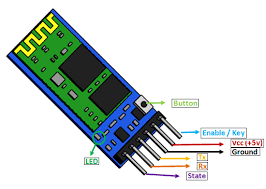 Button
Enable / Key
Vcc (+5v)
Ground
LED
Tx
Rx
State